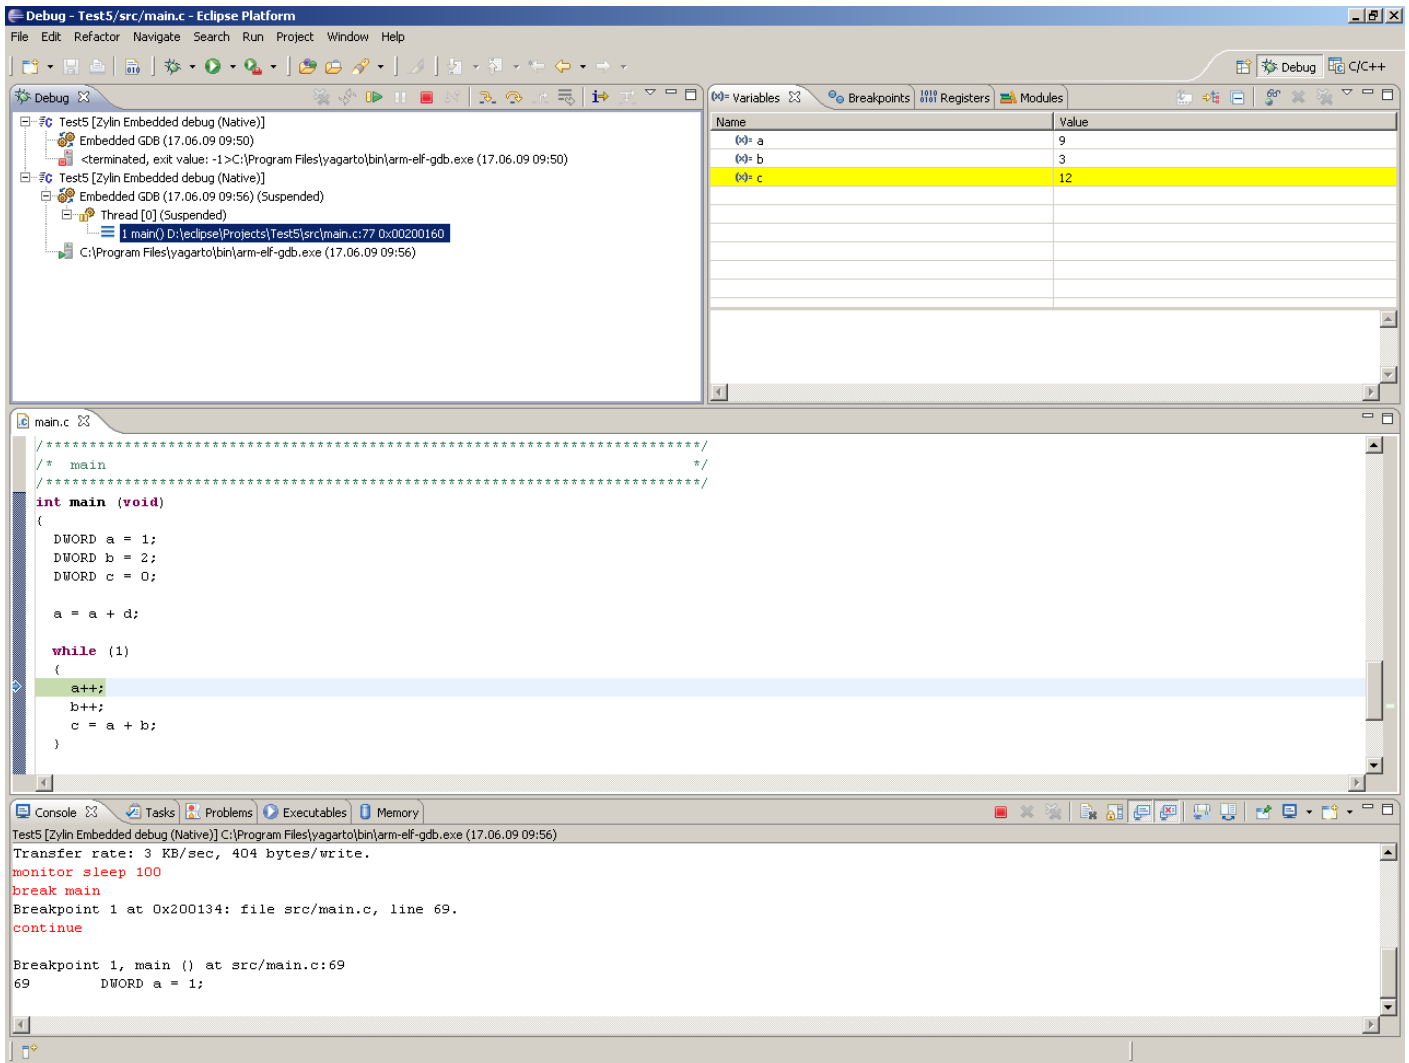 Debug - Test5/src/main.c - Eclipse Platform
File Edit Refactor Navigate Search Run Project Window Help
Debug C/C++
Debug
Test5 [Zylin Embedded debug (Native)]
Embedded GDB (17.06.09 09:50)
<terminated, exit value: -1>C:\Program Files\yagarto\bin\arm-elf-gdb.exe (17.06.09 09:50)
Test5 [Zylin Embedded debug (Native)]
Embedded GDB (17.06.09 09:56) (Suspended)
Thread [0] (Suspended)
1 main() D:\eclipse\Projects\Test5\src\main.c:77 0x00200160
C:\Program Files\yagarto\bin\arm-elf-gdb.exe (17.06.09 09:56)
(x)= Variables Breakpoints 1010 0101 Registers Modules
Name Value
(x)= a 9
(x)= b 3
(x)= c 12
main.c
/***************************************************************************/
/*  main                                                                   */
/***************************************************************************/
int main (void)
{
DWORD a = 1;
DWORD b = 2;
DWORD c = 0;
a = a + d;
while (1)
{
a++;
b++;
c = a + b;
}
Console Tasks Problems Executables Memory
Test5 [Zylin Embedded debug (Native)] C:\Program Files\yagarto\bin\arm-elf-gdb.exe (17.06.09 09:56)
Transfer rate: 3 KB/sec, 404 bytes/write.
monitor sleep 100
break main
Breakpoint 1 at 0x200134: file src/main.c, line 69.
continue
Breakpoint 1, main () at src/main.c:69
69 DWORD a = 1;